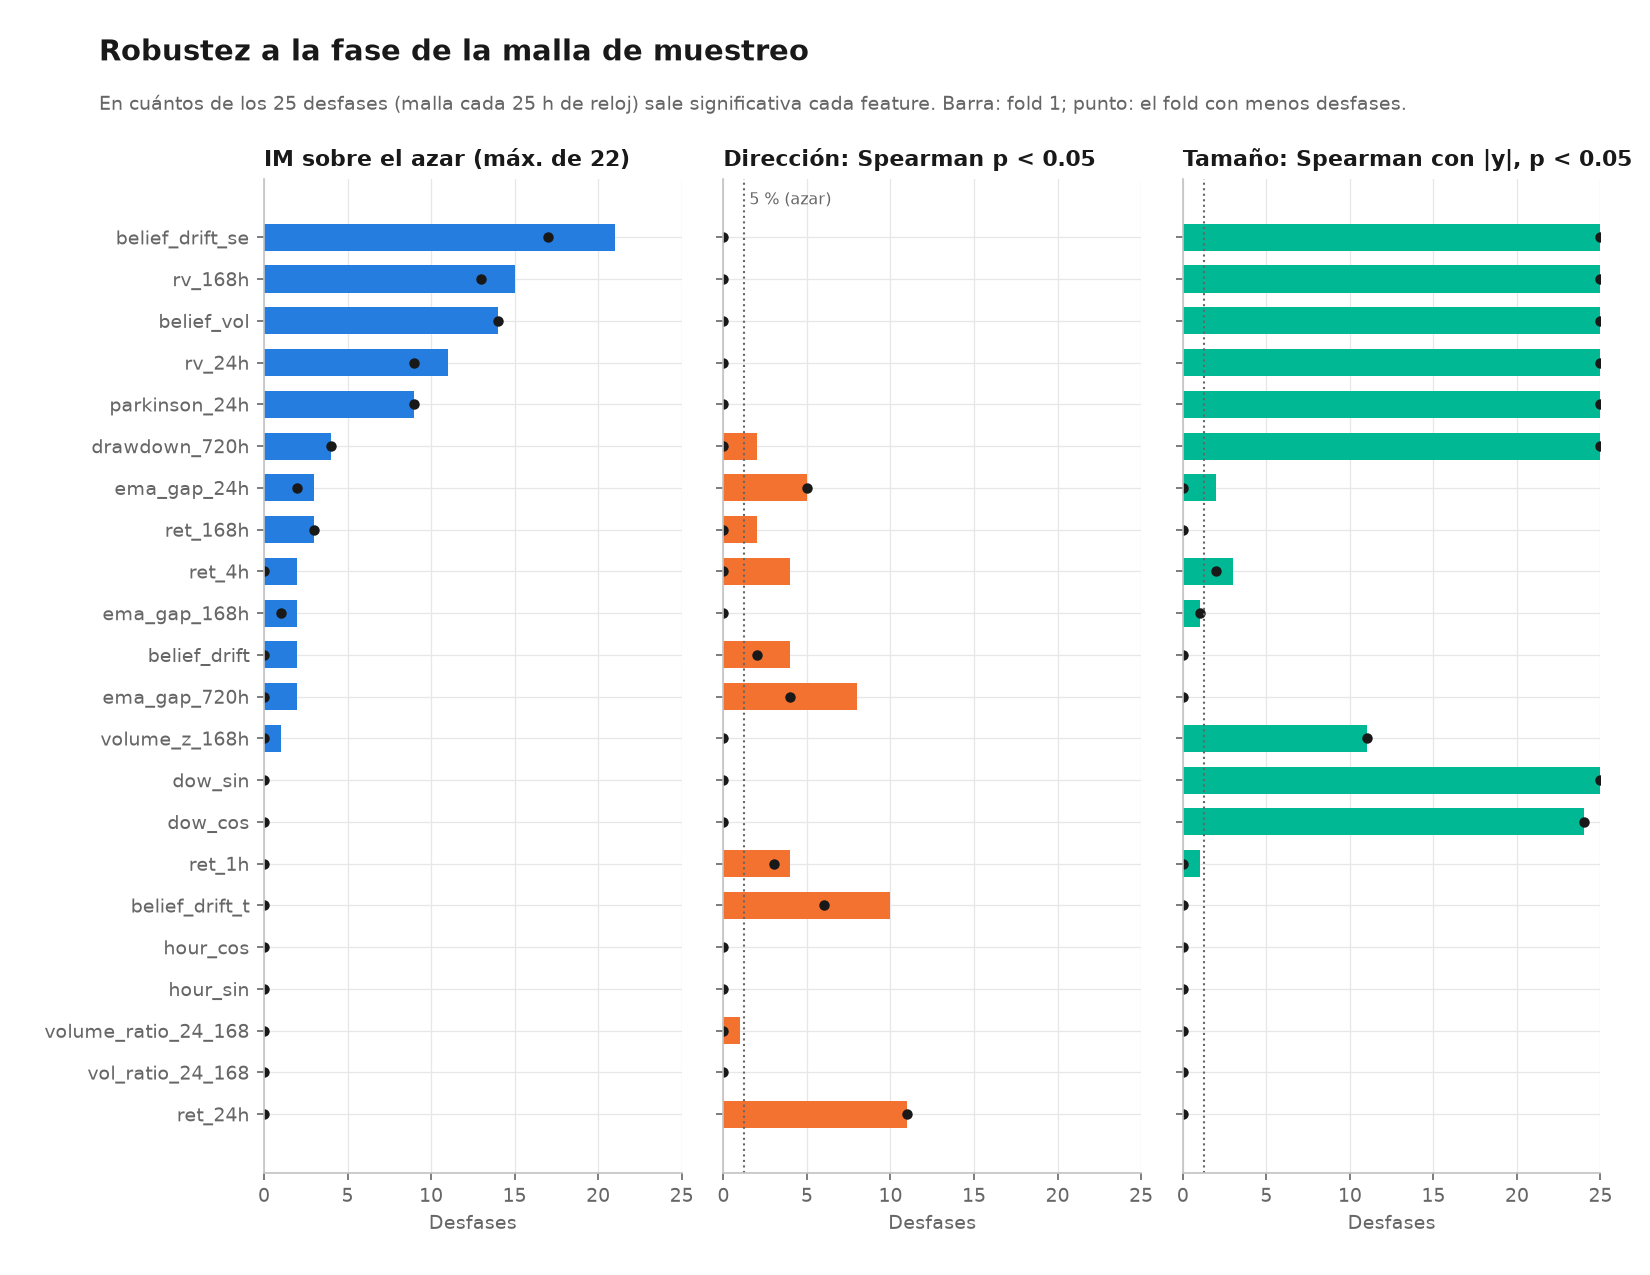 Robustez a la fase de la malla de muestreo
En cuántos de los 25 desfases (malla cada 25 h de reloj) sale significativa cada feature. Barra: fold 1; punto: el fold con menos desfases.
IM sobre el azar (máx. de 22)
Dirección: Spearman p < 0.05
Tamaño: Spearman con |y|, p < 0.05
5 % (azar)
belief_drift_se
rv_168h
belief_vol
rv_24h
parkinson_24h
drawdown_720h
ema_gap_24h
ret_168h
ret_4h
ema_gap_168h
belief_drift
ema_gap_720h
volume_z_168h
dow_sin
dow_cos
ret_1h
belief_drift_t
hour_cos
hour_sin
volume_ratio_24_168
vol_ratio_24_168
ret_24h
0 5 10 15 20 25
0 5 10 15 20 25
0 5 10 15 20 25
Desfases
Desfases
Desfases